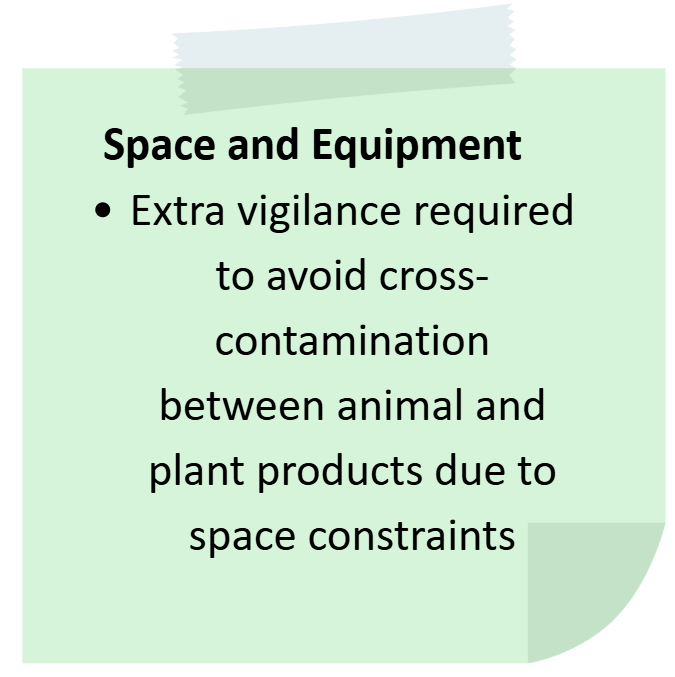 Space and Equipment
• Extra vigilance required
to avoid cross-
contamination
between animal and
plant products due to
space constraints